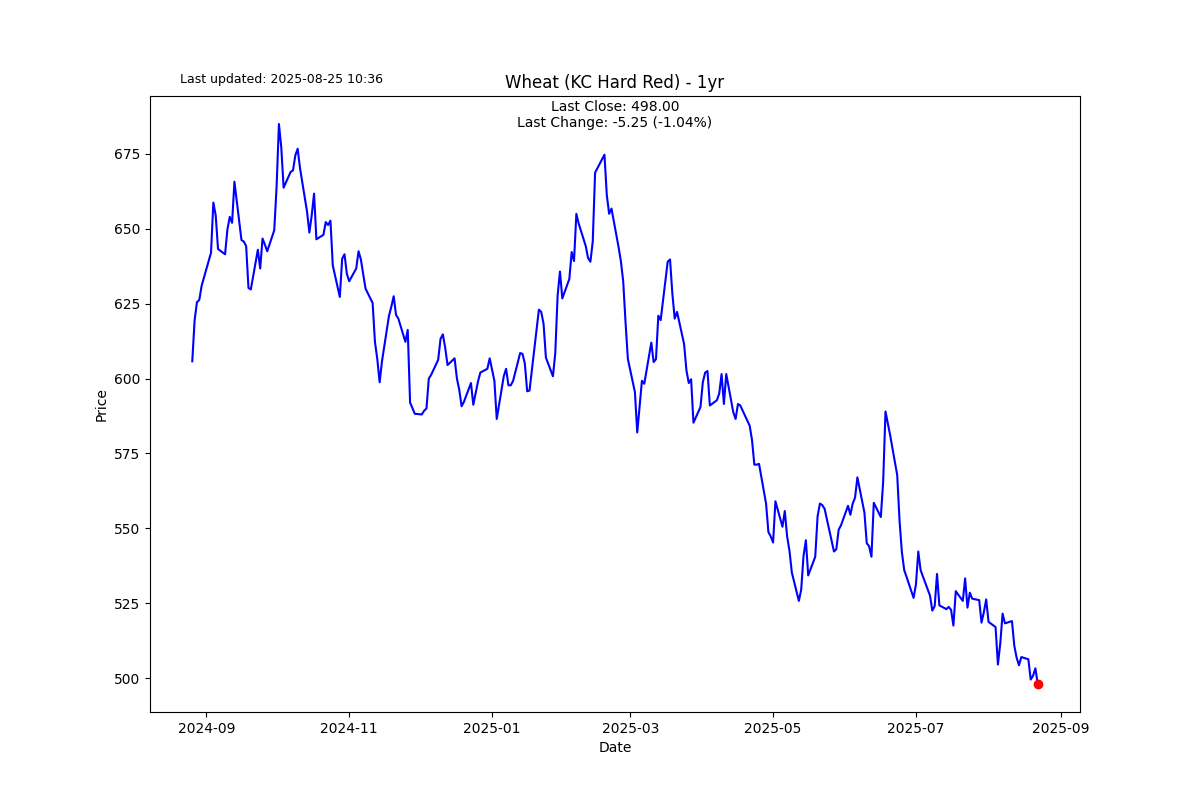 Last updated: 2025-08-25 10:36
Wheat (KC Hard Red) - 1yr
Last Close: 498.00
Last Change: -5.25 (-1.04%)
Price
675
650
625
600
575
550
525
500
2024-09
2024-11
2025-01
2025-03
2025-05
2025-07
2025-09
Date